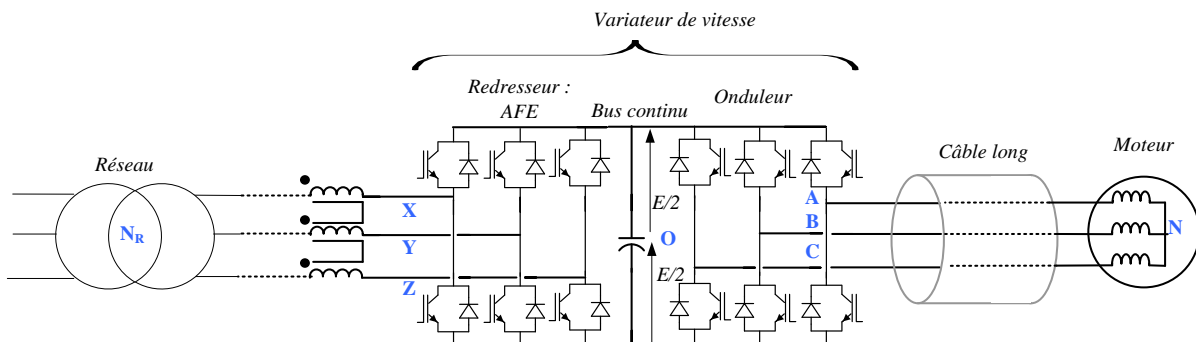 Variateur de vitesse
Redresseur :
AFE
Bus continu
Onduleur
Réseau
Câble long
Moteur
N_R
X
Y
Z
E/2
O
E/2
A
B
C
N